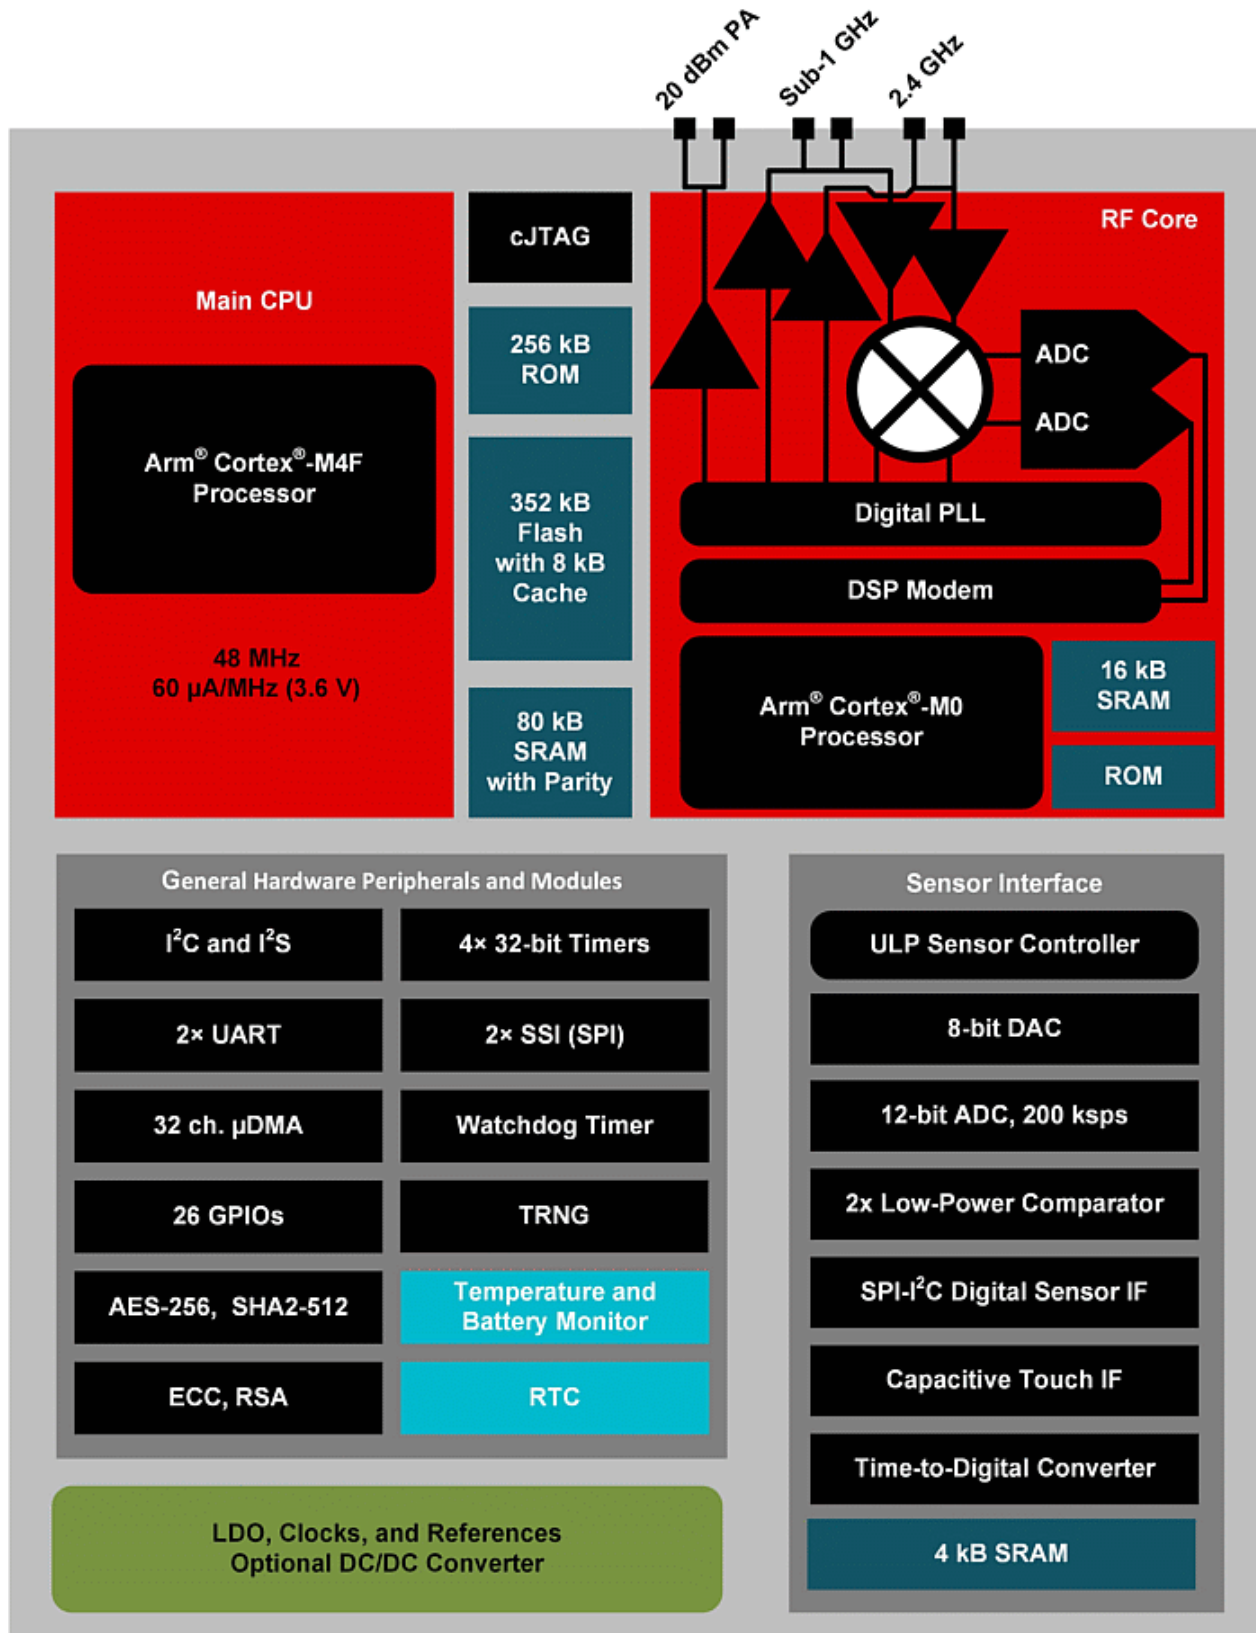 20 dBm PA
Sub-1 GHz
2.4 GHz
Main CPU
Arm® Cortex®-M4F
Processor
48 MHz
60 µA/MHz (3.6 V)
cJTAG
256 kB
ROM
352 kB
Flash
with 8 kB
Cache
80 kB
SRAM
with Parity
RF Core
ADC
ADC
Digital PLL
DSP Modem
Arm® Cortex®-M0
Processor
16 kB
SRAM
ROM
General Hardware Peripherals and Modules
I²C and I²S
4× 32-bit Timers
2× UART
2× SSI (SPI)
32 ch. µDMA
Watchdog Timer
26 GPIOs
TRNG
AES-256, SHA2-512
Temperature and
Battery Monitor
ECC, RSA
RTC
LDO, Clocks, and References
Optional DC/DC Converter
Sensor Interface
ULP Sensor Controller
8-bit DAC
12-bit ADC, 200 ksps
2x Low-Power Comparator
SPI-I²C Digital Sensor IF
Capacitive Touch IF
Time-to-Digital Converter
4 kB SRAM